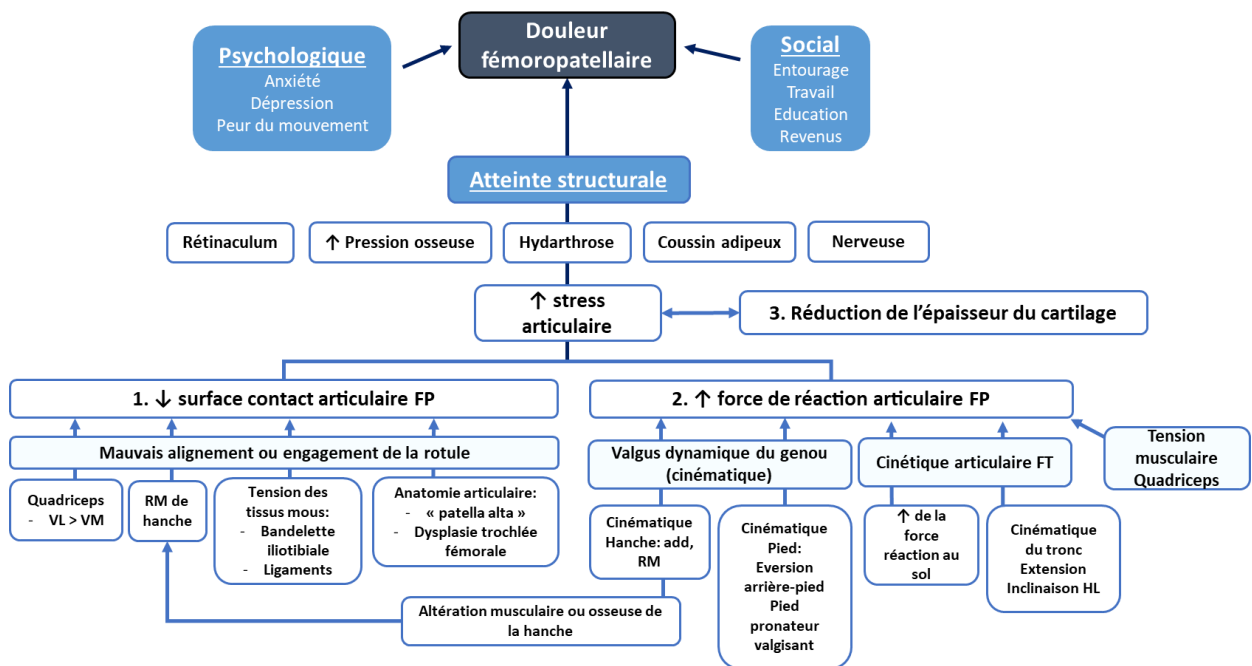 Douleur
fémoropatellaire
Psychologique
Anxiété
Dépression
Peur du mouvement
Social
Entourage
Travail
Education
Revenus
Atteinte structurale
Rétinaculum
↑ Pression osseuse
Hydarthrose
Coussin adipeux
Nerveuse
↑ stress
articulaire
3. Réduction de l’épaisseur du cartilage
1. ↓ surface contact articulaire FP
2. ↑ force de réaction articulaire FP
Mauvais alignement ou engagement de la rotule
Valgus dynamique du genou
(cinématique)
Cinétique articulaire FT
Tension
musculaire
Quadriceps
Quadriceps
- VL > VM
RM de
hanche
Tension des
tissus mous:
- Bandelette
iliotibiale
- Ligaments
Anatomie articulaire:
- « patella alta »
- Dysplasie trochlée
fémorale
Cinématique
Hanche: add,
RM
Cinématique
Pied:
Eversion
arrière-pied
Pied
pronateur
valgisant
↑ de la
force
réaction au
sol
Cinématique
du tronc
Extension
Inclinaison HL
Altération musculaire ou osseuse de
la hanche